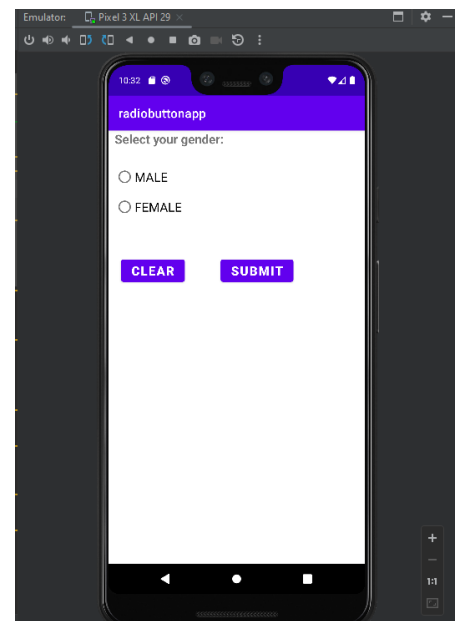 Emulator: Pixel 3 XL API 29
10:32
radiobuttonapp
Select your gender:
MALE
FEMALE
CLEAR SUBMIT
1:1